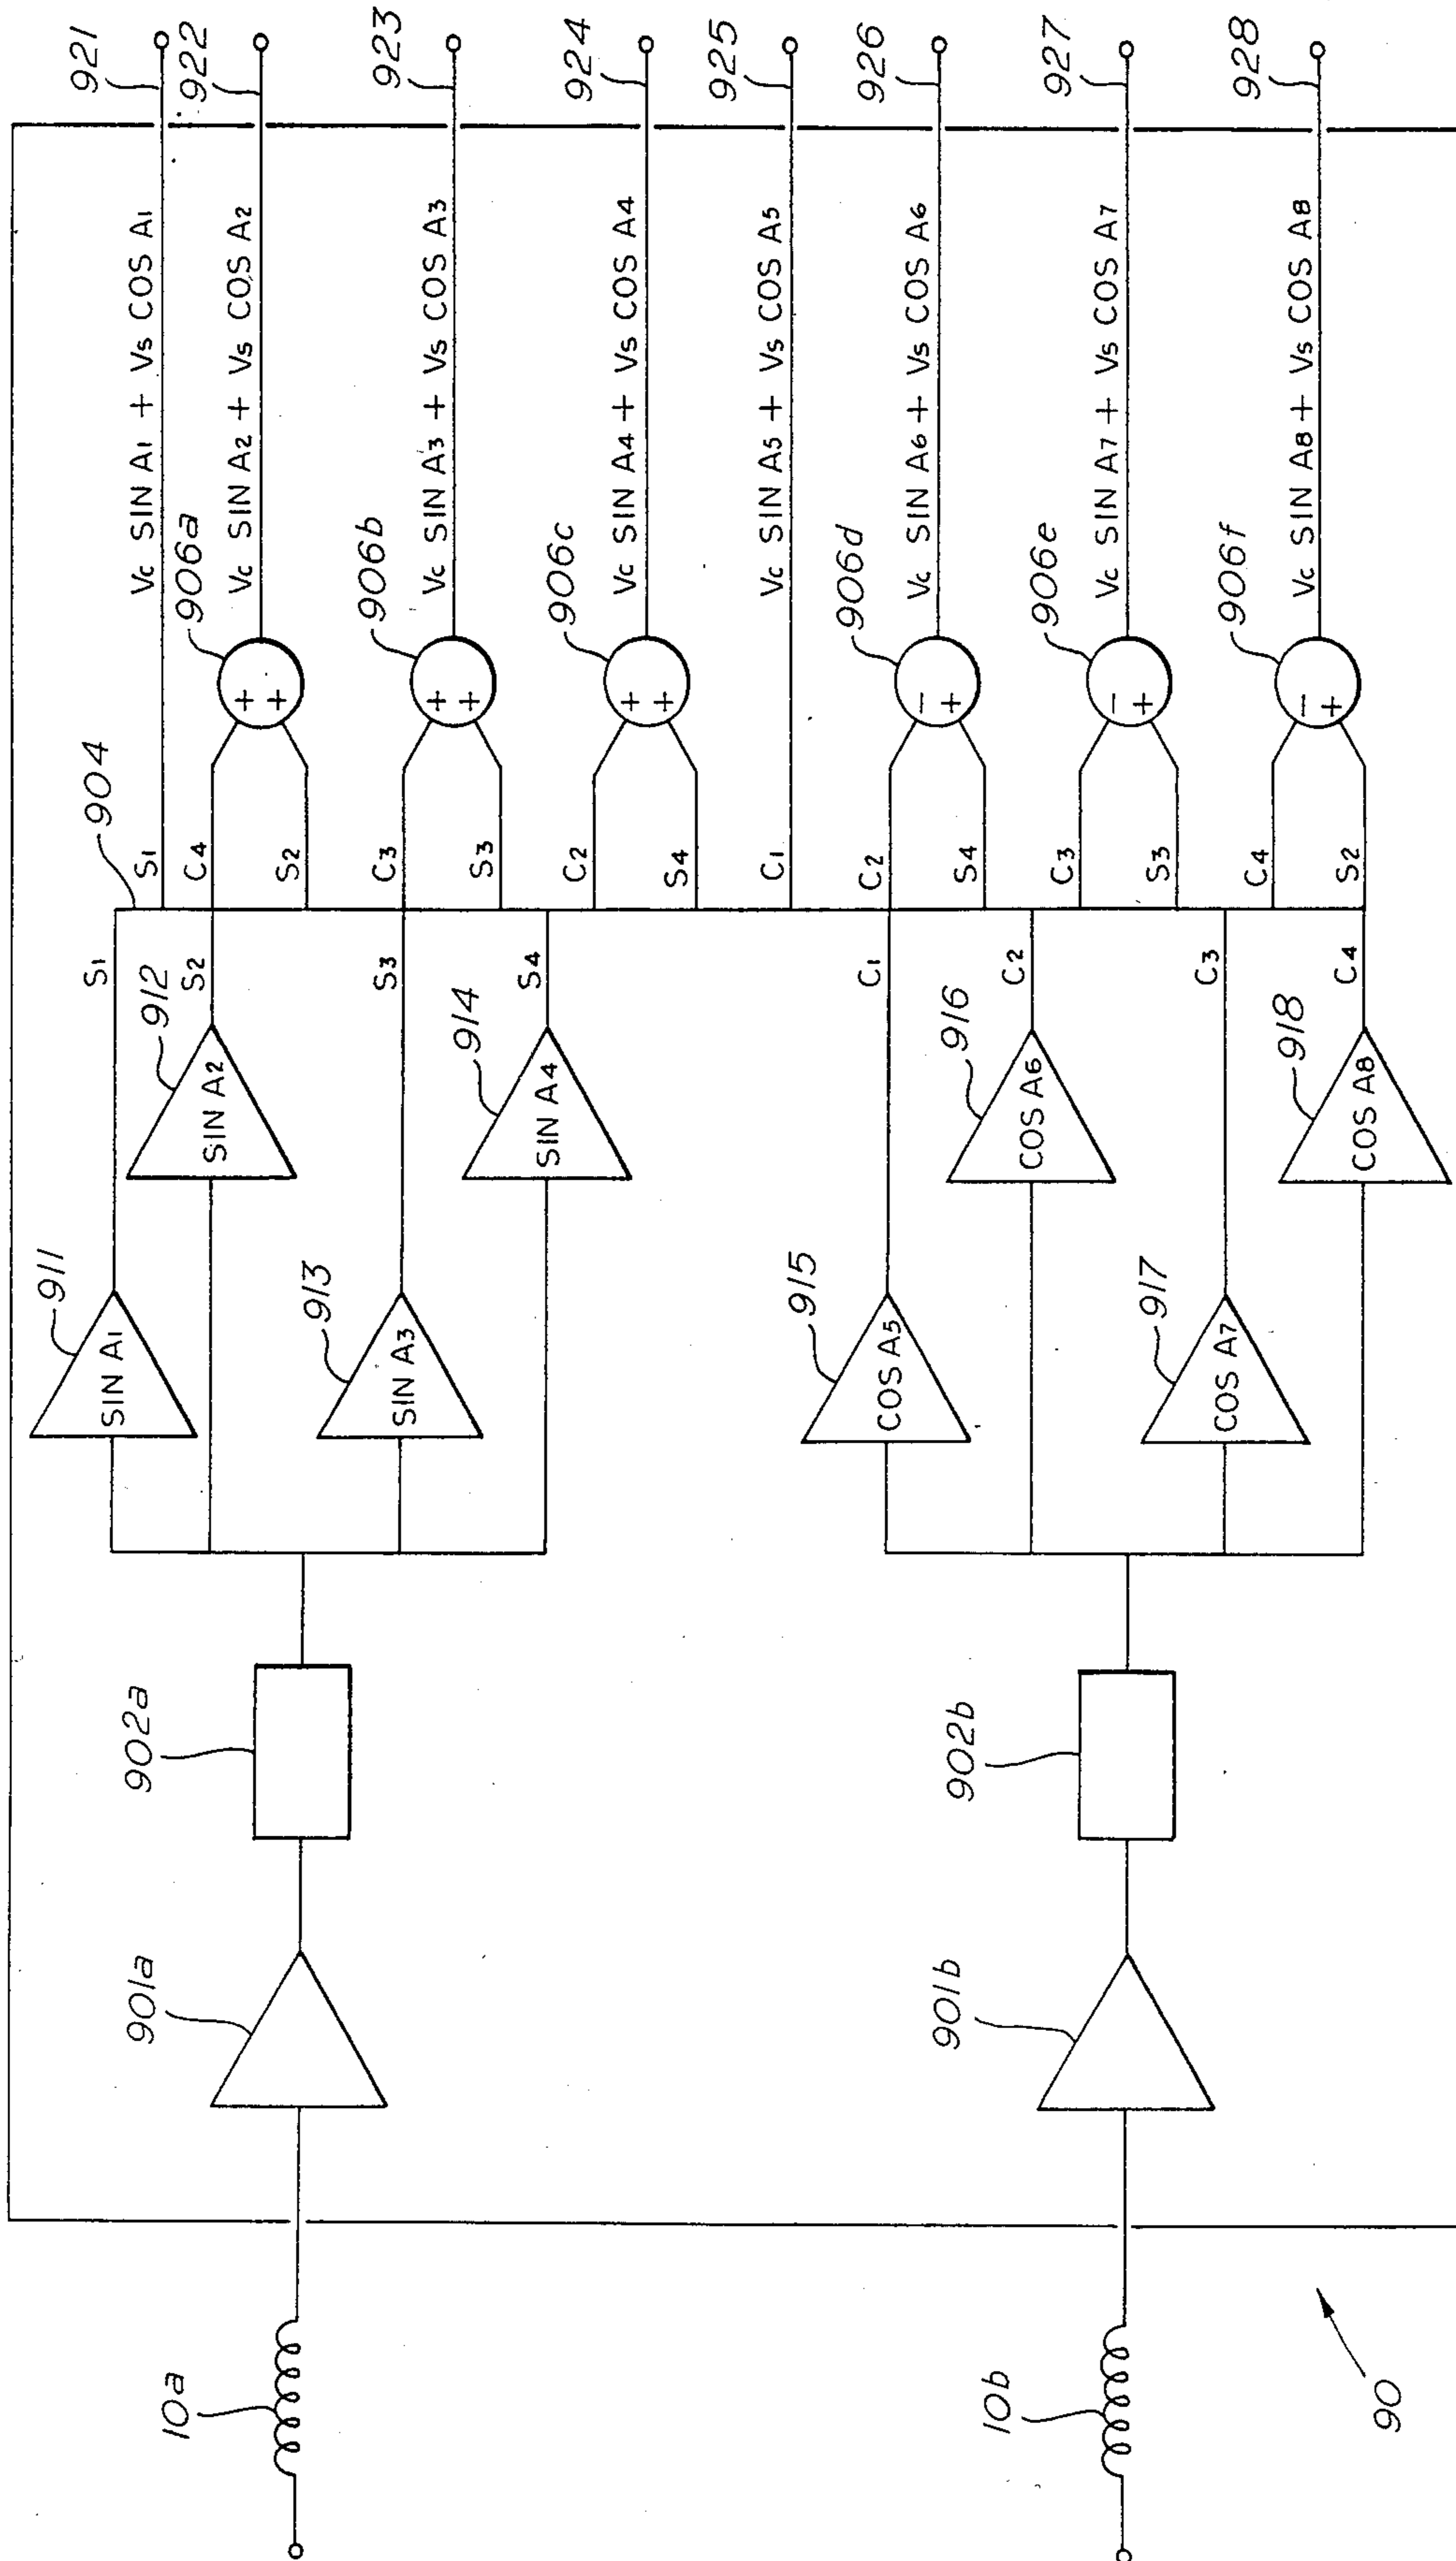 10a
901a
902a
911
SIN A1
S1
912
SIN A2
S2
913
SIN A3
S3
914
SIN A4
S4
10b
901b
902b
915
COS A5
C1
916
COS A6
C2
917
COS A7
C3
918
COS A8
C4
90
904
S1
Vc SIN A1 + Vs COS A1
921
C4
S2
+
+
906a
Vc SIN A2 + Vs COS A2
922
C3
S3
+
+
906b
Vc SIN A3 + Vs COS A3
923
C2
S4
+
+
906c
Vc SIN A4 + Vs COS A4
924
C1
Vc SIN A5 + Vs COS A5
925
C2
S4
−
+
906d
Vc SIN A6 + Vs COS A6
926
C3
S3
−
+
906e
Vc SIN A7 + Vs COS A7
927
C4
S2
−
+
906f
Vc SIN A8 + Vs COS A8
928